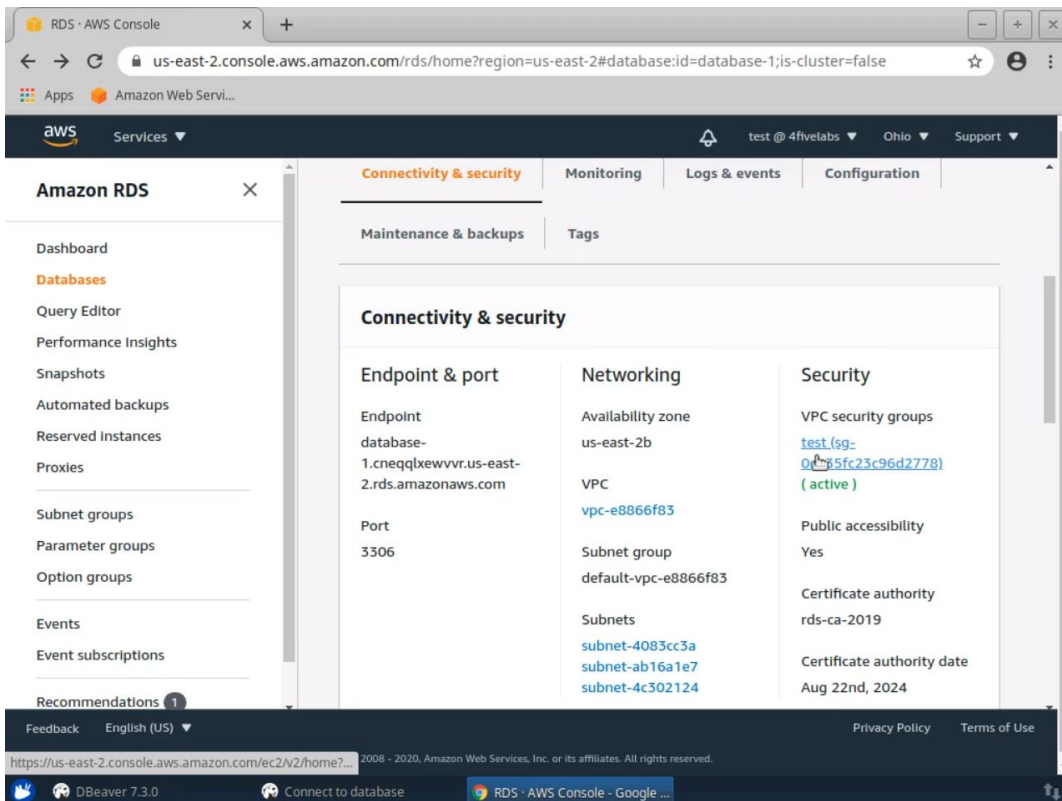 RDS · AWS Console
us-east-2.console.aws.amazon.com/rds/home?region=us-east-2#database:id=database-1;is-cluster=false
Apps
Amazon Web Servi...
aws
Services ▼
test @ 4fivelabs ▼
Ohio ▼
Support ▼
Amazon RDS
Dashboard
Databases
Query Editor
Performance Insights
Snapshots
Automated backups
Reserved instances
Proxies
Subnet groups
Parameter groups
Option groups
Events
Event subscriptions
Recommendations 1
Connectivity & security
Monitoring
Logs & events
Configuration
Maintenance & backups
Tags
Connectivity & security
Endpoint & port
Endpoint
database-
1.cneqqlxewvvr.us-east-
2.rds.amazonaws.com
Port
3306
Networking
Availability zone
us-east-2b
VPC
vpc-e8866f83
Subnet group
default-vpc-e8866f83
Subnets
subnet-4083cc3a
subnet-ab16a1e7
subnet-4c302124
Security
VPC security groups
test (sg-
( active )
Public accessibility
Yes
Certificate authority
rds-ca-2019
Certificate authority date
Aug 22nd, 2024
Feedback
English (US) ▼
Privacy Policy
Terms of Use
https://us-east-2.console.aws.amazon.com/ec2/v2/home?...
2008 - 2020, Amazon Web Services, Inc. or its affiliates. All rights reserved.
DBeaver 7.3.0
Connect to database
RDS · AWS Console - Google ...